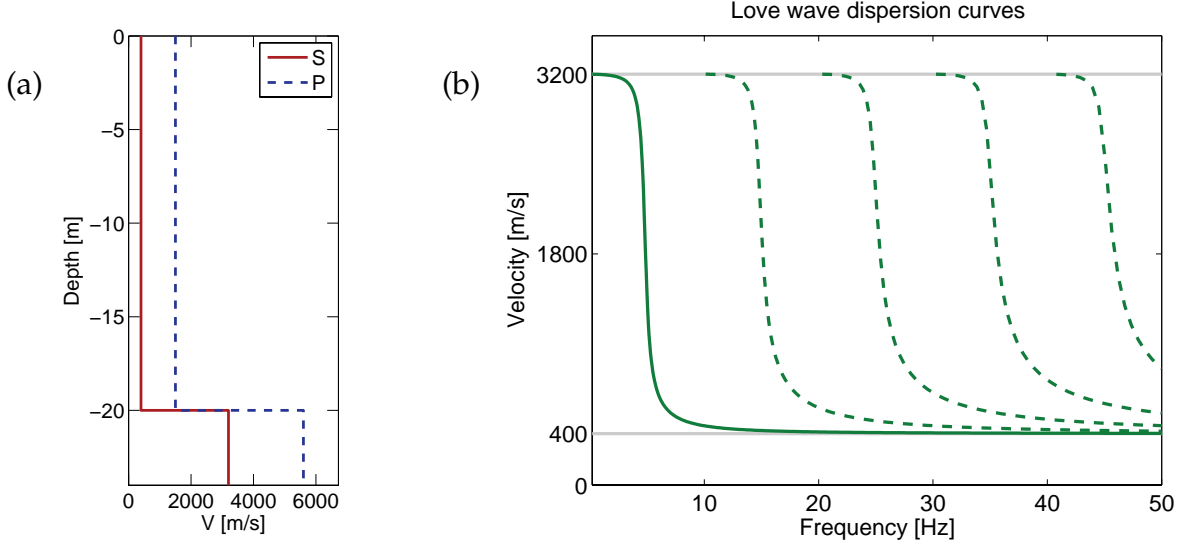 (a)
0
−5
−10
−15
−20
Depth [m]
S
P
0 2000 4000 6000
V [m/s]
(b)
Love wave dispersion curves
3200
1800
400
0
Velocity [m/s]
10 20 30 40 50
Frequency [Hz]